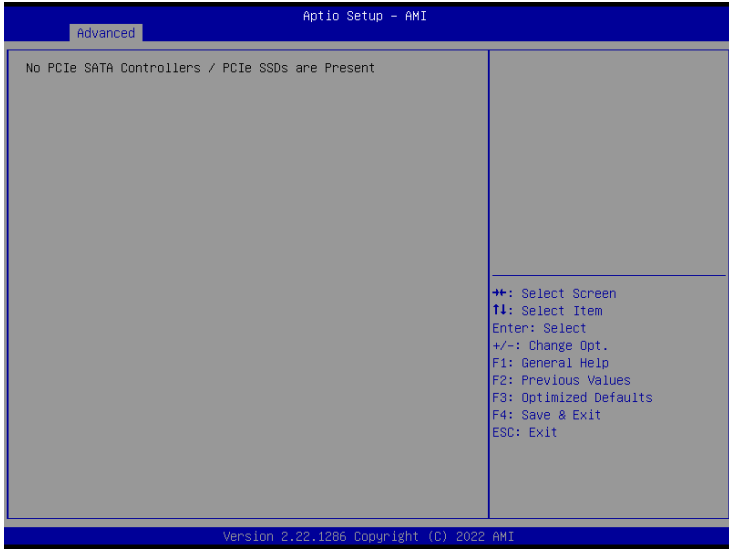 Aptio Setup – AMI
Advanced
No PCIe SATA Controllers / PCIe SSDs are Present
→←: Select Screen
↑↓: Select Item
Enter: Select
+/-: Change Opt.
F1: General Help
F2: Previous Values
F3: Optimized Defaults
F4: Save & Exit
ESC: Exit
Version 2.22.1286 Copyright (C) 2022 AMI